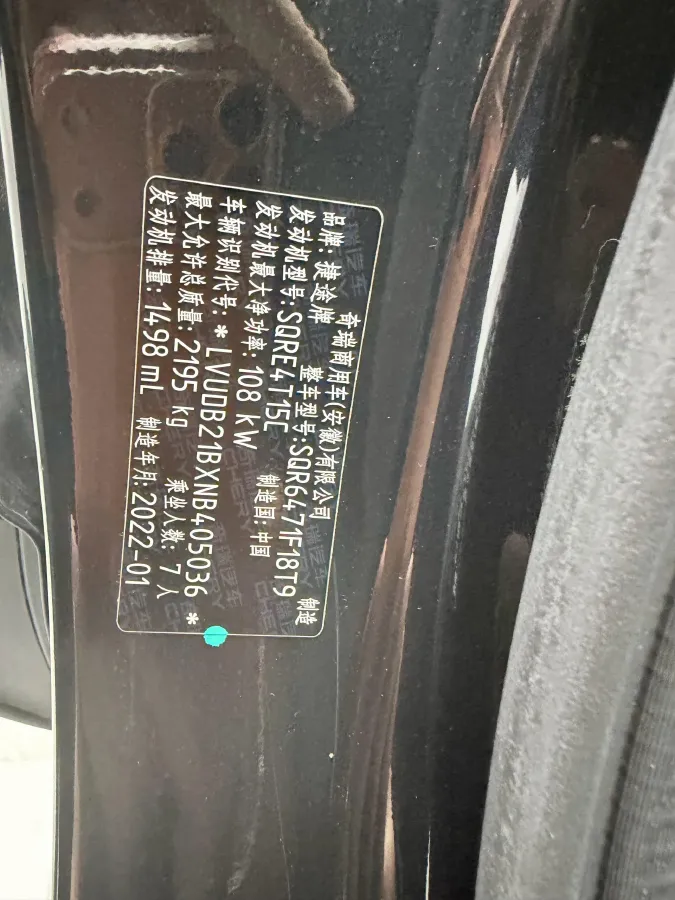 奇瑞商用车(安徽)有限公司 制造
品牌:捷途牌 整车型号:SQR6471F18T9
发动机型号:SQRE4T15C 制造国:中国
发动机最大净功率:108 kW
车辆识别代号:*LVUDB21BXNB405036*
最大允许总质量:2195 kg 乘坐人数:7人
发动机排量:1498 mL 制造年月:2022-01